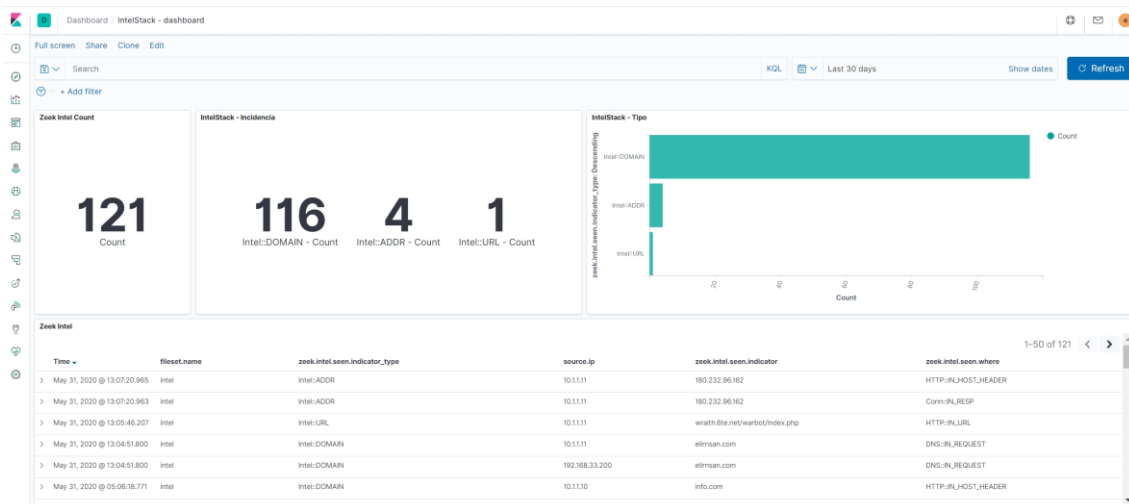 D Dashboard / IntelStack - dashboard
Full screen Share Clone Edit
Search KQL Last 30 days Show dates Refresh
+ Add filter
Zeek Intel Count
121
Count
IntelStack - Incidencia
116 4 1
Intel::DOMAIN - Count Intel::ADDR - Count Intel::URL - Count
IntelStack - Tipo
zeek.intel.seen.indicator_type: Descending
Intel::DOMAIN
Intel::ADDR
Intel::URL
20 40 60 80 100
Count
Count
Zeek Intel
1–50 of 121
Time fileset.name zeek.intel.seen.indicator_type source.ip zeek.intel.seen.indicator zeek.intel.seen.where
May 31, 2020 @ 13:07:20.965 intel Intel::ADDR 10.1.1.11 180.232.96.162 HTTP::IN_HOST_HEADER
May 31, 2020 @ 13:07:20.963 intel Intel::ADDR 10.1.1.11 180.232.96.162 Conn::IN_RESP
May 31, 2020 @ 13:05:46.207 intel Intel::URL 10.1.1.11 wraith.6te.net/warbot/index.php HTTP::IN_URL
May 31, 2020 @ 13:04:51.800 intel Intel::DOMAIN 10.1.1.11 elirnsan.com DNS::IN_REQUEST
May 31, 2020 @ 13:04:51.800 intel Intel::DOMAIN 192.168.33.200 elirnsan.com DNS::IN_REQUEST
May 31, 2020 @ 05:06:18.771 intel Intel::DOMAIN 10.1.1.10 info.com HTTP::IN_HOST_HEADER